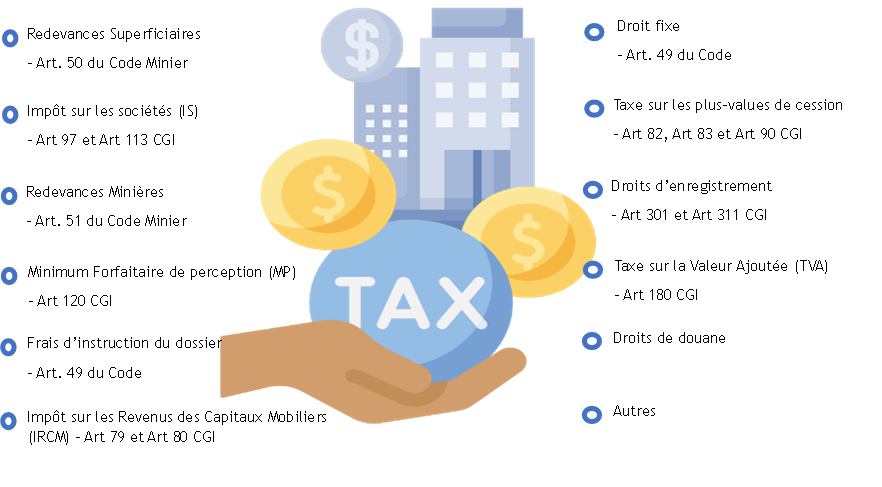 Redevances Superficiaires
- Art. 50 du Code Minier
Impôt sur les sociétés (IS)
- Art 97 et Art 113 CGI
Redevances Minières
- Art. 51 du Code Minier
Minimum Forfaitaire de perception (MP)
- Art 120 CGI
Frais d'instruction du dossier
- Art. 49 du Code
Impôt sur les Revenus des Capitaux Mobiliers
(IRCM) - Art 79 et Art 80 CGI
$
$
$
TAX
Droit fixe
- Art. 49 du Code
Taxe sur les plus-values de cession
- Art 82, Art 83 et Art 90 CGI
Droits d'enregistrement
- Art 301 et Art 311 CGI
Taxe sur la Valeur Ajoutée (TVA)
- Art 180 CGI
Droits de douane
Autres